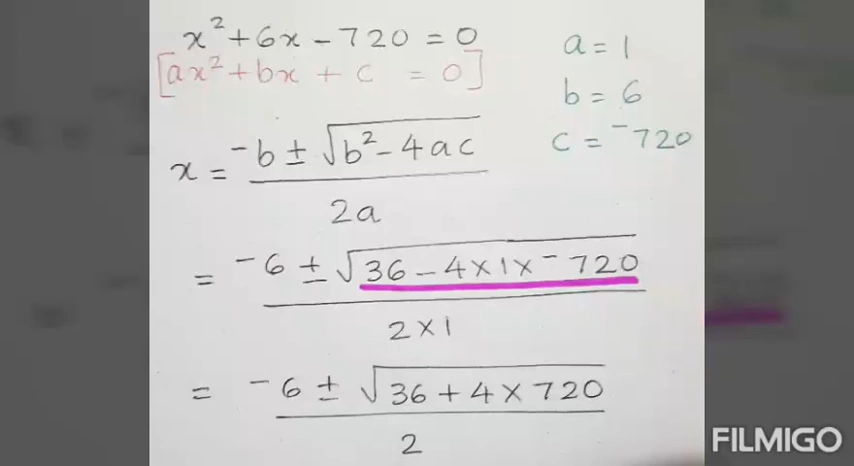 x² + 6x - 720 = 0
[ax² + bx + c = 0]
a = 1
b = 6
c = ⁻720
x = ⁻b ± √b² - 4ac
2a
= ⁻6 ± √36 - 4 × 1 × ⁻720
2 × 1
= ⁻6 ± √36 + 4 × 720
2
FILMIGO